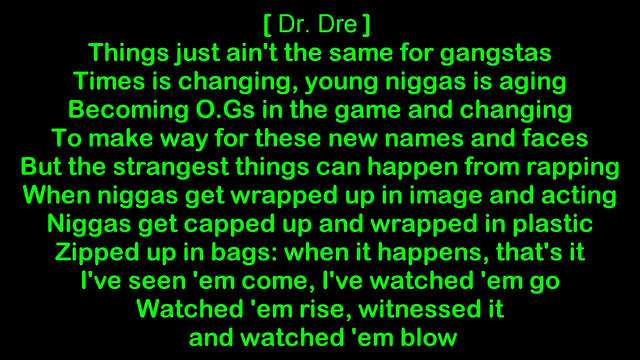 [ Dr. Dre ]
Things just ain't the same for gangstas
Times is changing, young niggas is aging
Becoming O.Gs in the game and changing
To make way for these new names and faces
But the strangest things can happen from rapping
When niggas get wrapped up in image and acting
Niggas get capped up and wrapped in plastic
Zipped up in bags: when it happens, that's it
I've seen 'em come, I've watched 'em go
Watched 'em rise, witnessed it
and watched 'em blow